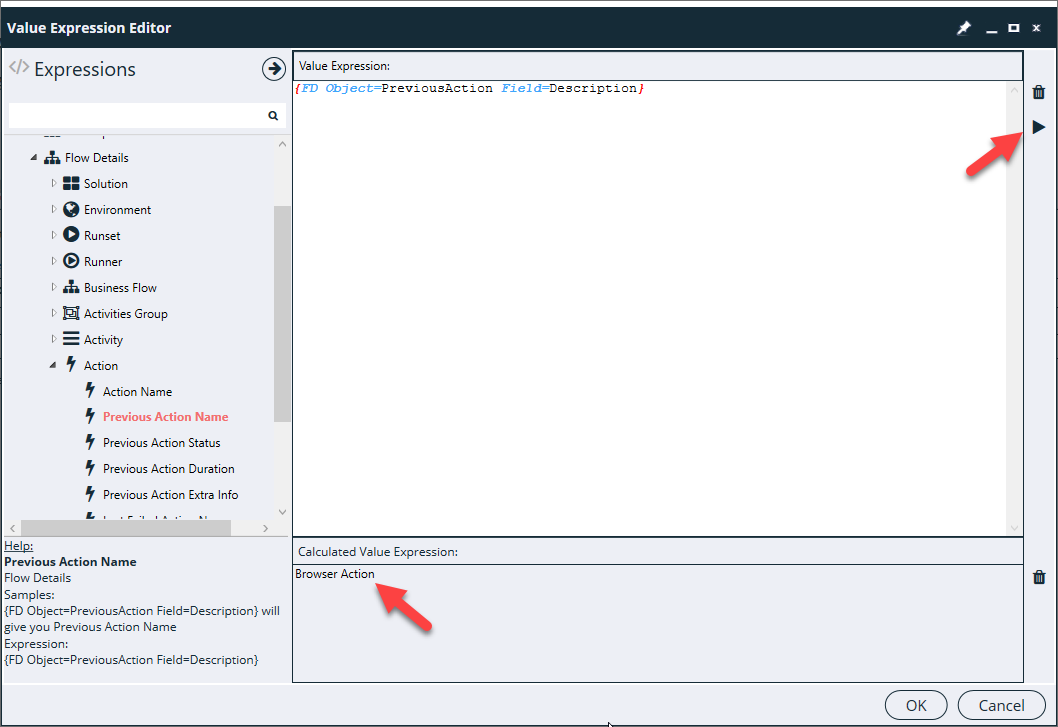 Value Expression Editor
</> Expressions
Flow Details
Solution
Environment
Runset
Runner
Business Flow
Activities Group
Activity
Action
Action Name
Previous Action Name
Previous Action Status
Previous Action Duration
Previous Action Extra Info
Help:
Previous Action Name
Flow Details
Samples:
{FD Object=PreviousAction Field=Description} will
give you Previous Action Name
Expression:
{FD Object=PreviousAction Field=Description}
Value Expression:
{FD Object=PreviousAction Field=Description}
Calculated Value Expression:
Browser Action
OK
Cancel